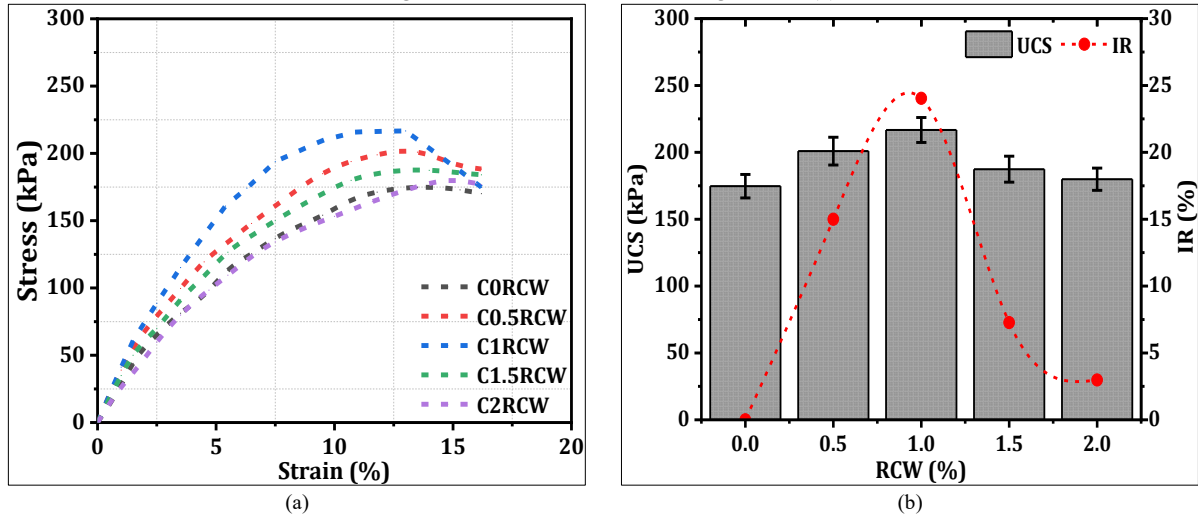 300
250
200
150
100
50
0
Stress (kPa)
C0RCW
C0.5RCW
C1RCW
C1.5RCW
C2RCW
0 5 10 15 20
Strain (%)
(a)
300
250
200
150
100
50
0
UCS (kPa)
UCS IR
30
25
20
15
10
5
0
IR (%)
0.0 0.5 1.0 1.5 2.0
RCW (%)
(b)